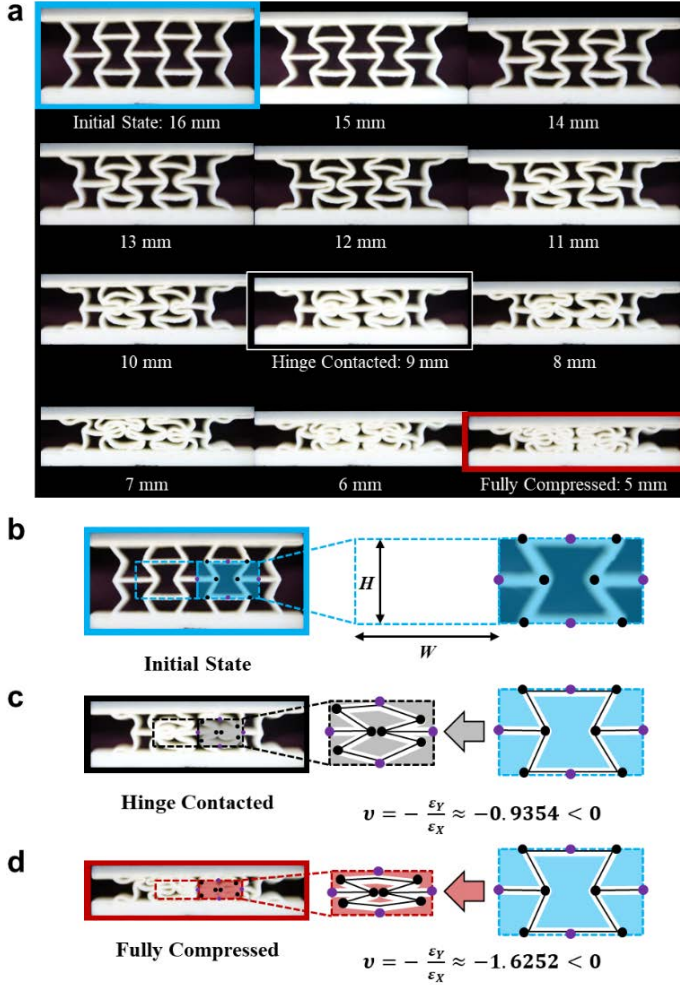 a
Initial State: 16 mm
15 mm
14 mm
13 mm
12 mm
11 mm
10 mm
Hinge Contacted: 9 mm
8 mm
7 mm
6 mm
Fully Compressed: 5 mm
b
H
W
Initial State
c
Hinge Contacted
υ = − εY/εX ≈ −0.9354 < 0
d
Fully Compressed
υ = − εY/εX ≈ −1.6252 < 0